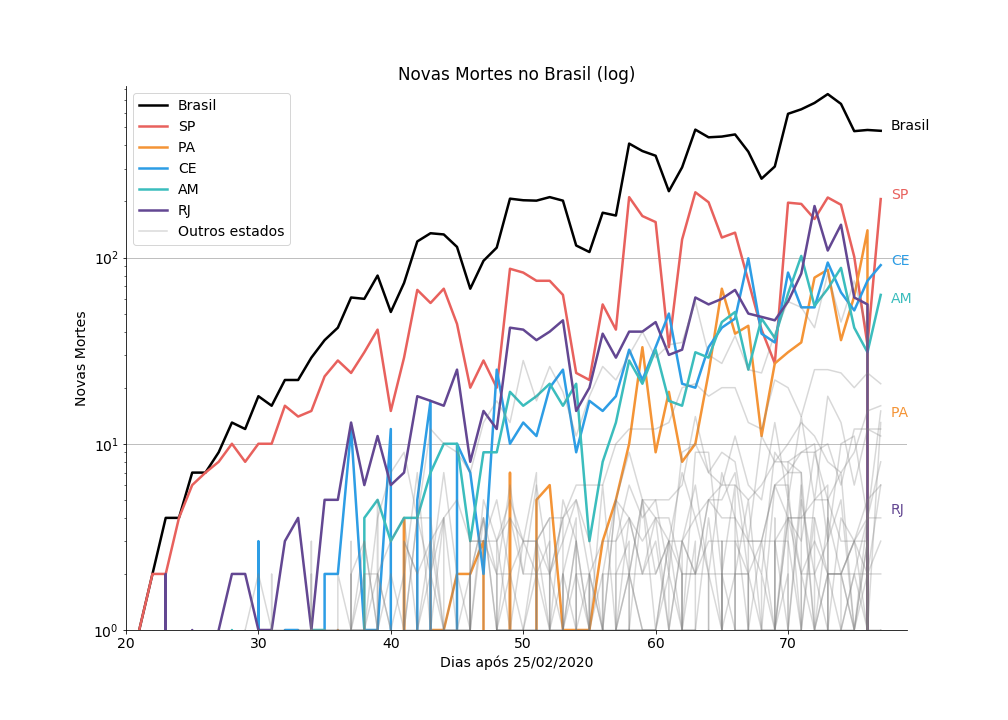 Novas Mortes no Brasil (log)
Brasil
SP
PA
CE
AM
RJ
Outros estados
Novas Mortes
10²
10¹
10⁰
20 30 40 50 60 70
Dias após 25/02/2020
Brasil
SP
CE
AM
PA
RJ